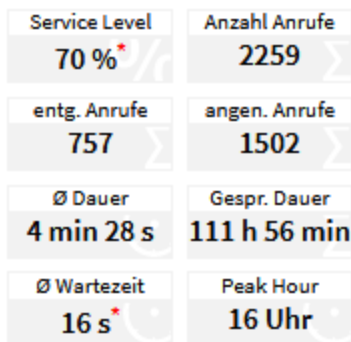 Service Level
Anzahl Anrufe
70 %*
2259
entg. Anrufe
angen. Anrufe
757
1502
Ø Dauer
Gespr. Dauer
4 min 28 s
111 h 56 min
Ø Wartezeit
Peak Hour
16 s*
16 Uhr